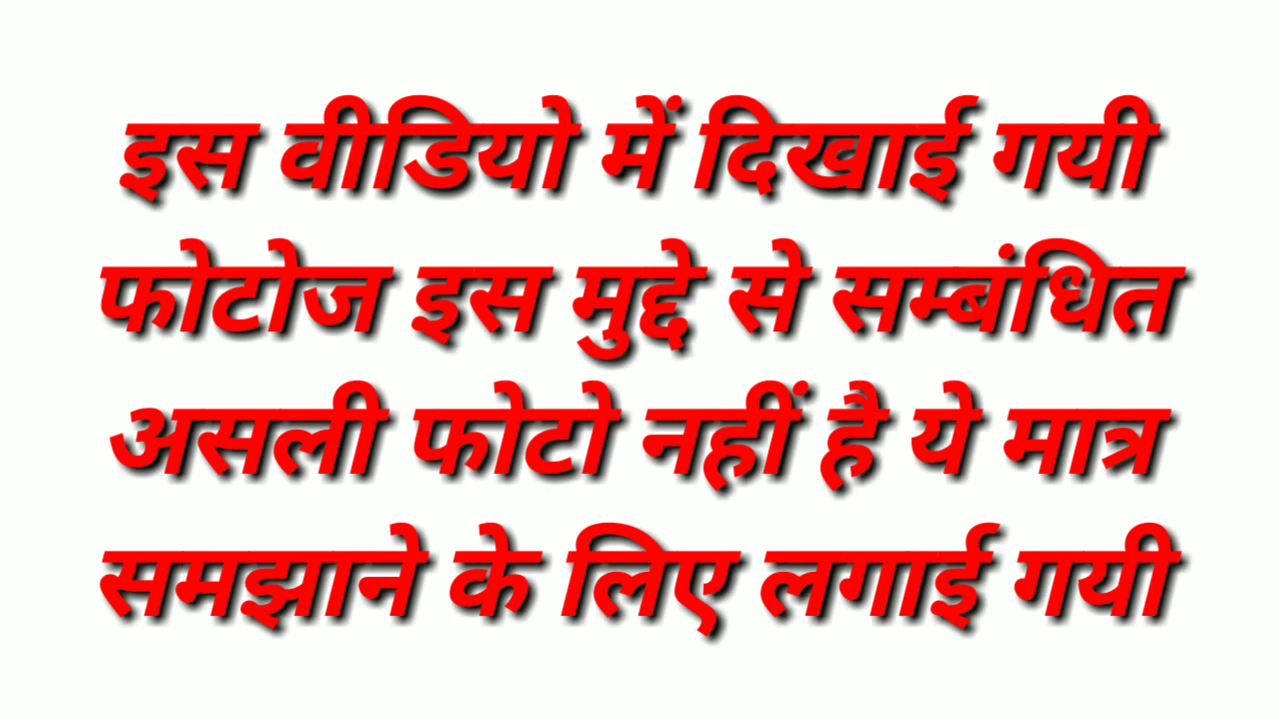 इस वीडियो में दिखाई गयी
फोटोज इस मुद्दे से सम्बंधित
असली फोटो नहीं है ये मात्र
समझाने के लिए लगाई गयी